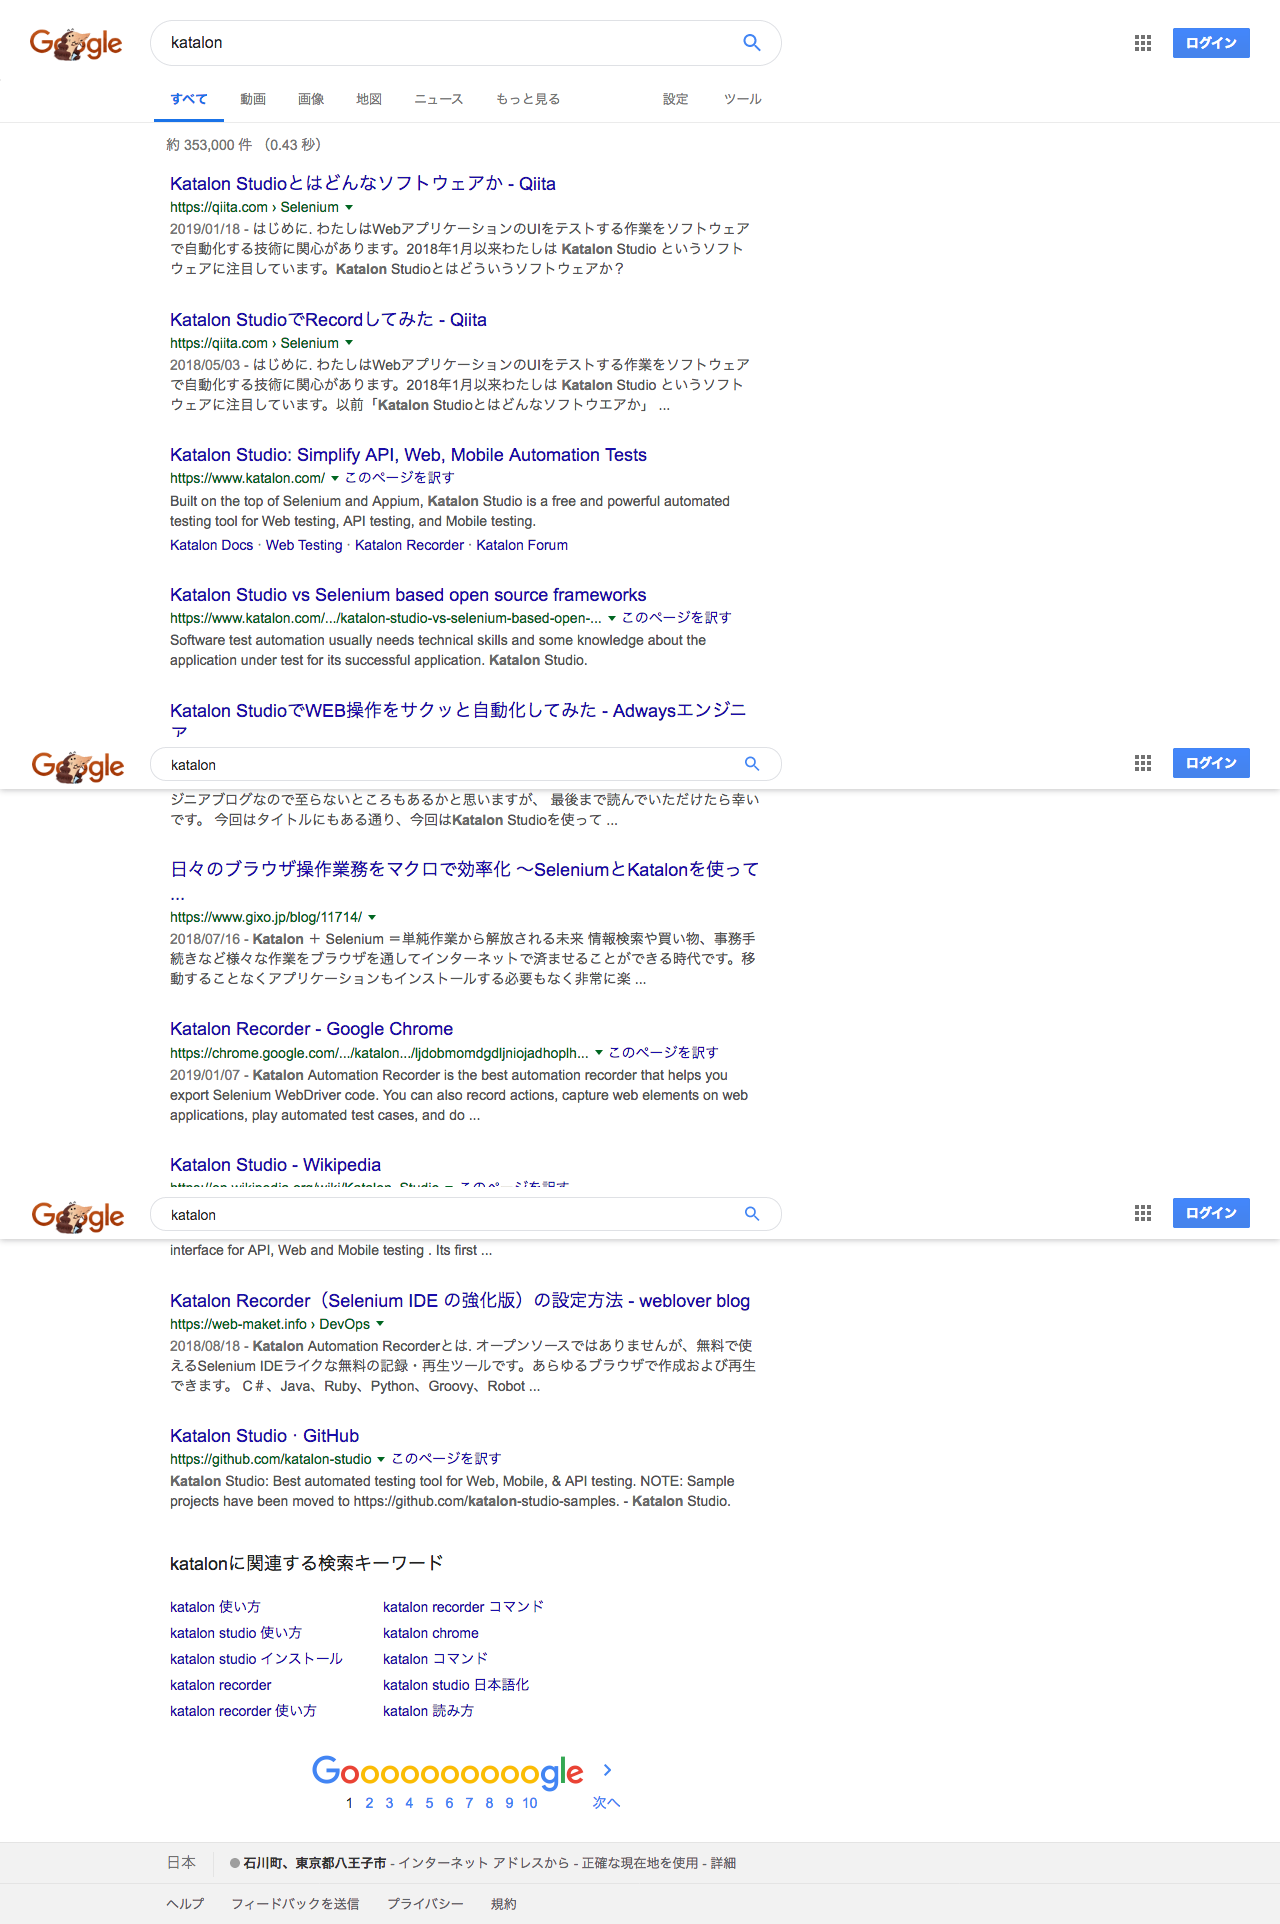 Google
katalon
ログイン
すべて 動画 画像 地図 ニュース もっと見る 設定 ツール
約 353,000 件 （0.43 秒）
Katalon Studioとはどんなソフトウェアか - Qiita
https://qiita.com › Selenium
2019/01/18 - はじめに. わたしはWebアプリケーションのUIをテストする作業をソフトウェア
で自動化する技術に関心があります。2018年1月以来わたしは Katalon Studio というソフト
ウェアに注目しています。Katalon Studioとはどういうソフトウェアか？
Katalon StudioでRecordしてみた - Qiita
https://qiita.com › Selenium
2018/05/03 - はじめに. わたしはWebアプリケーションのUIをテストする作業をソフトウェア
で自動化する技術に関心があります。2018年1月以来わたしは Katalon Studio というソフト
ウェアに注目しています。以前「Katalon Studioとはどんなソフトウエアか」 ...
Katalon Studio: Simplify API, Web, Mobile Automation Tests
https://www.katalon.com/ このページを訳す
Built on the top of Selenium and Appium, Katalon Studio is a free and powerful automated
testing tool for Web testing, API testing, and Mobile testing.
Katalon Docs · Web Testing · Katalon Recorder · Katalon Forum
Katalon Studio vs Selenium based open source frameworks
https://www.katalon.com/.../katalon-studio-vs-selenium-based-open-... このページを訳す
Software test automation usually needs technical skills and some knowledge about the
application under test for its successful application. Katalon Studio.
Katalon StudioでWEB操作をサクッと自動化してみた - Adwaysエンジニ
ア
Google
katalon
ログイン
ジニアブログなので至らないところもあるかと思いますが、 最後まで読んでいただけたら幸い
です。 今回はタイトルにもある通り、今回はKatalon Studioを使って ...
日々のブラウザ操作業務をマクロで効率化 〜SeleniumとKatalonを使って
...
https://www.gixo.jp/blog/11714/
2018/07/16 - Katalon ＋ Selenium ＝単純作業から解放される未来 情報検索や買い物、事務手
続きなど様々な作業をブラウザを通してインターネットで済ませることができる時代です。移
動することなくアプリケーションもインストールする必要もなく非常に楽 ...
Katalon Recorder - Google Chrome
https://chrome.google.com/.../katalon.../ljdobmomdgdljniojadhoplh... このページを訳す
2019/01/07 - Katalon Automation Recorder is the best automation recorder that helps you
export Selenium WebDriver code. You can also record actions, capture web elements on web
applications, play automated test cases, and do ...
Katalon Studio - Wikipedia
https://en.wikipedia.org/wiki/Katalon_Studio このページを訳す
Google
katalon
ログイン
interface for API, Web and Mobile testing . Its first ...
Katalon Recorder（Selenium IDE の強化版）の設定方法 - weblover blog
https://web-maket.info › DevOps
2018/08/18 - Katalon Automation Recorderとは. オープンソースではありませんが、無料で使
えるSelenium IDEライクな無料の記録・再生ツールです。あらゆるブラウザで作成および再生
できます。 C＃、Java、Ruby、Python、Groovy、Robot ...
Katalon Studio · GitHub
https://github.com/katalon-studio このページを訳す
Katalon Studio: Best automated testing tool for Web, Mobile, & API testing. NOTE: Sample
projects have been moved to https://github.com/katalon-studio-samples. - Katalon Studio.
katalonに関連する検索キーワード
katalon 使い方 katalon recorder コマンド
katalon studio 使い方 katalon chrome
katalon studio インストール katalon コマンド
katalon recorder katalon studio 日本語化
katalon recorder 使い方 katalon 読み方
Goooooooooogle
1 2 3 4 5 6 7 8 9 10 次へ
日本 石川町、東京都八王子市 - インターネット アドレスから - 正確な現在地を使用 - 詳細
ヘルプ フィードバックを送信 プライバシー 規約